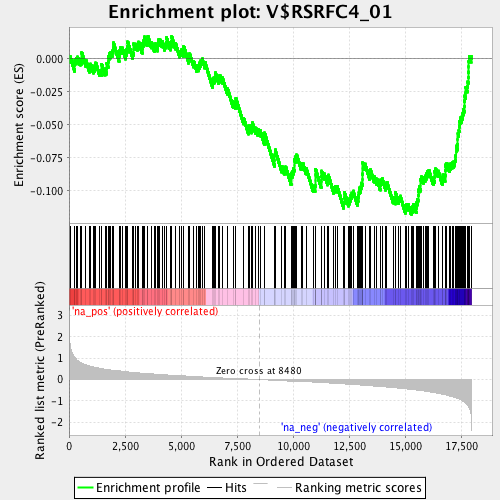 Enrichment plot: V$RSRFC4_01
Enrichment score (ES)
0.000
-0.025
-0.050
-0.075
-0.100
'na_pos' (positively correlated)
Ranked list metric (PreRanked)
3
2
1
0
-1
-2
Zero cross at 8480
'na_neg' (negatively correlated)
0
2,500
5,000
7,500
10,000
12,500
15,000
17,500
Rank in Ordered Dataset
Enrichment profile
Hits
Ranking metric scores